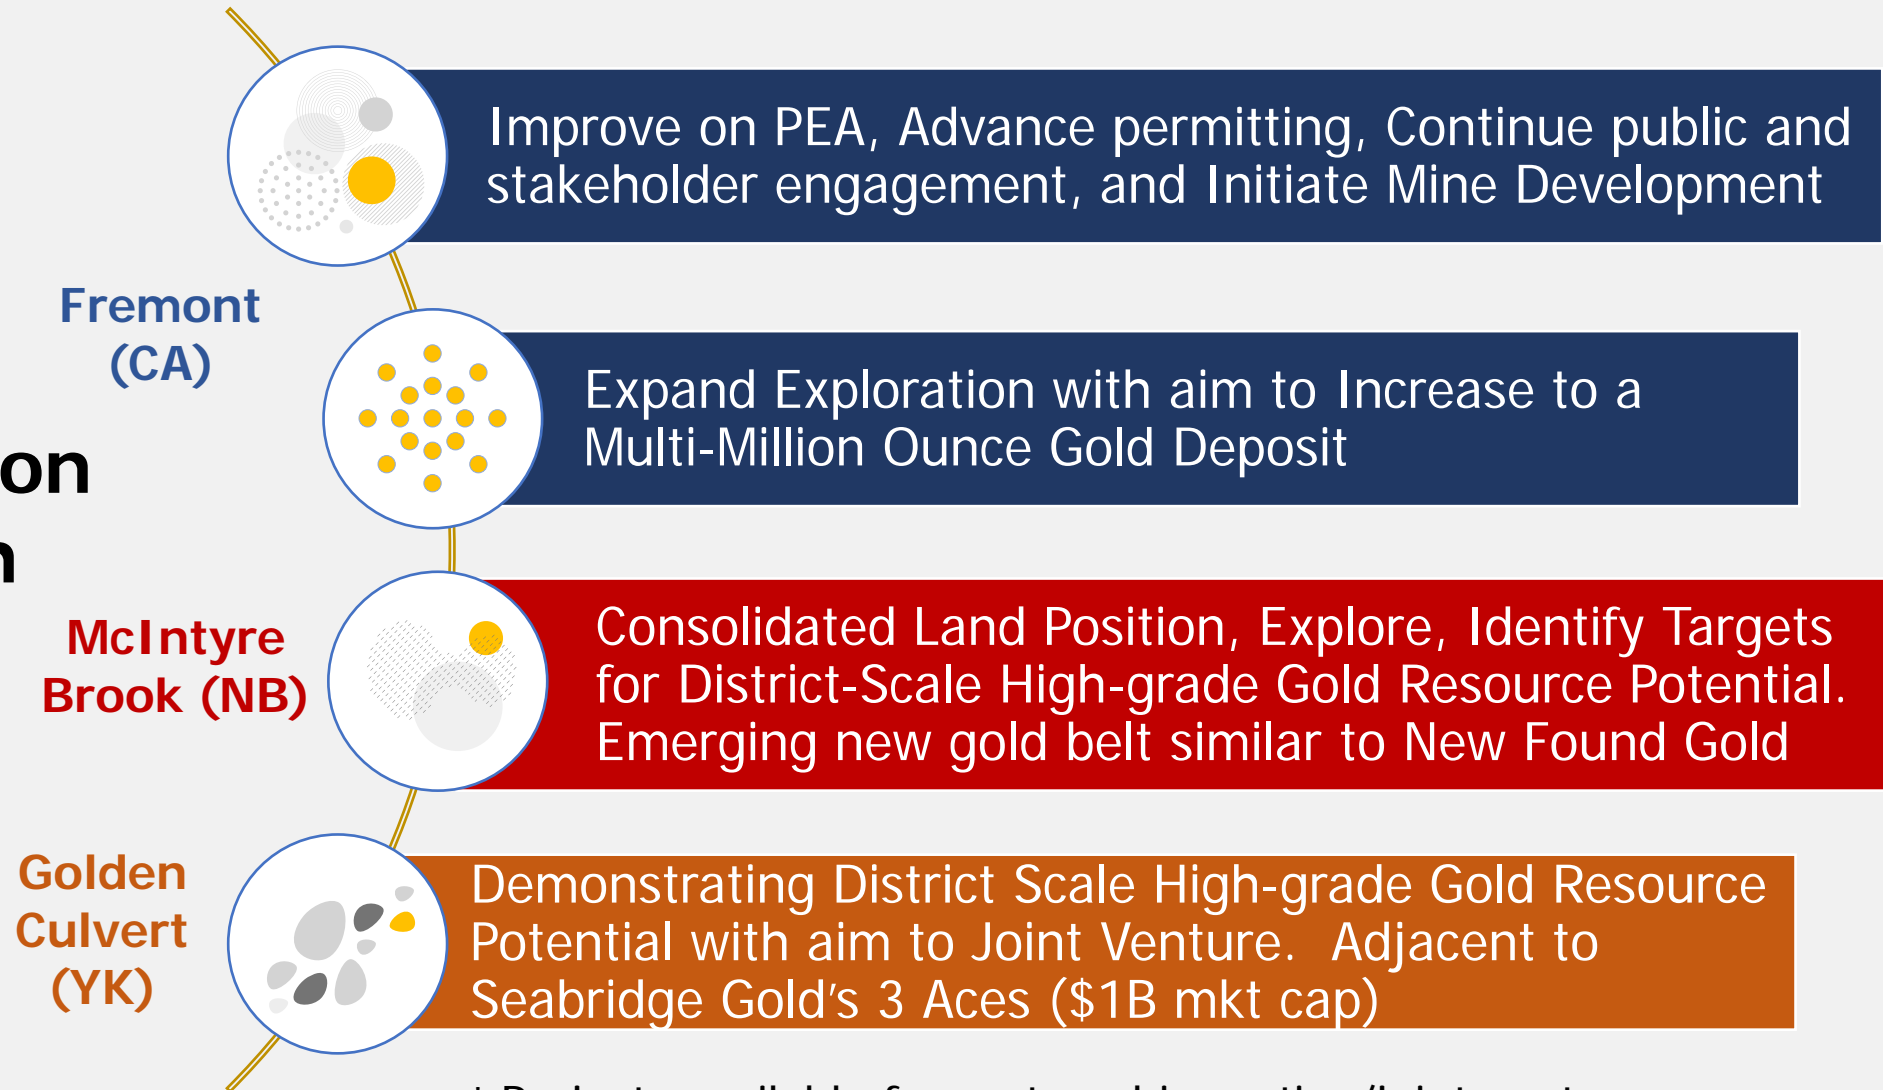 Improve on PEA, Advance permitting, Continue public and
stakeholder engagement, and Initiate Mine Development
Fremont
(CA)
Expand Exploration with aim to Increase to a
Multi-Million Ounce Gold Deposit
on
McIntyre
Brook (NB)
Consolidated Land Position, Explore, Identify Targets
for District-Scale High-grade Gold Resource Potential.
Emerging new gold belt similar to New Found Gold
Golden
Culvert
(YK)
Demonstrating District Scale High-grade Gold Resource
Potential with aim to Joint Venture. Adjacent to
Seabridge Gold's 3 Aces ($1B mkt cap)